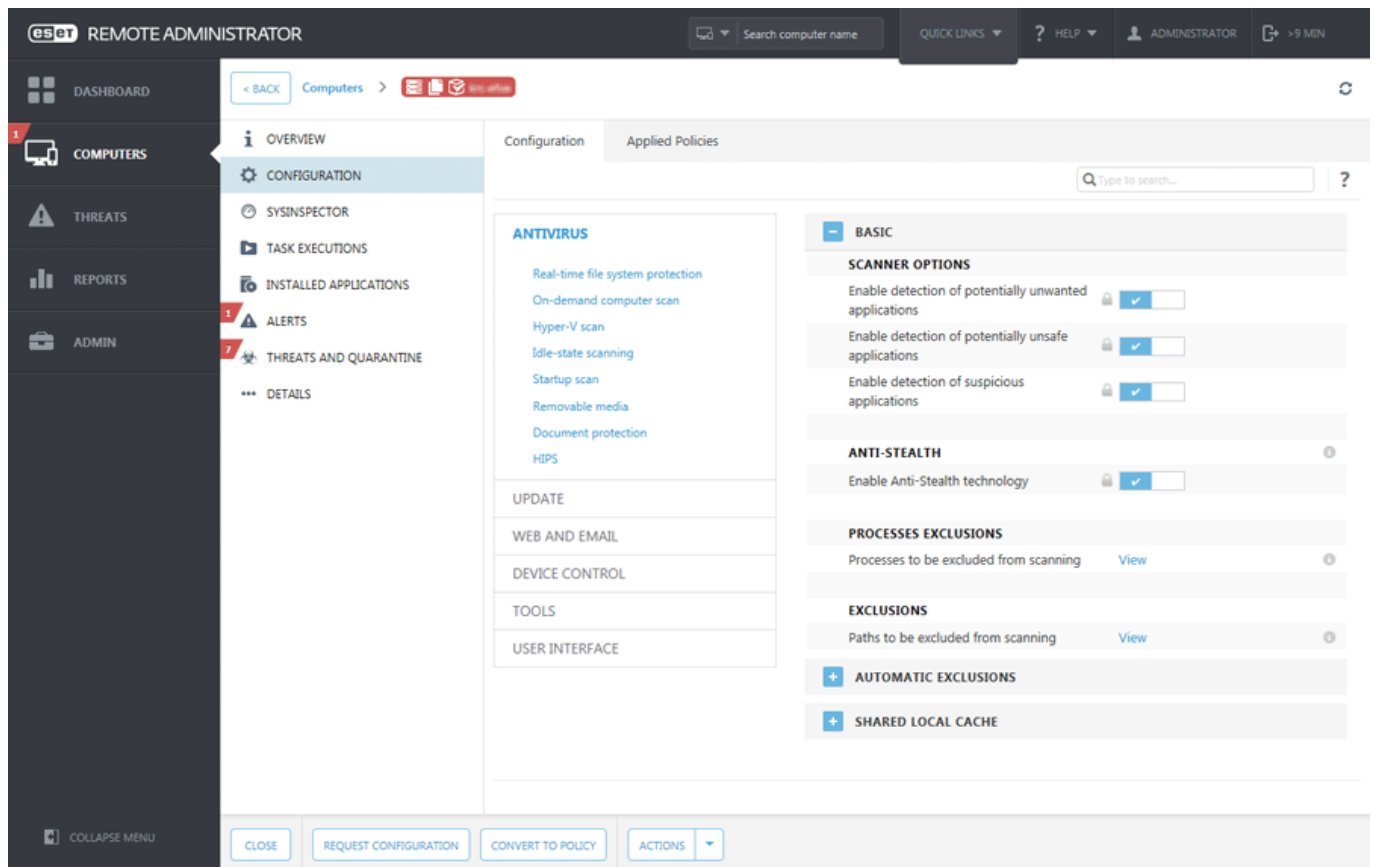 eset REMOTE ADMINISTRATOR
Search computer name
QUICK LINKS
? HELP
ADMINISTRATOR
>9 MIN
DASHBOARD
1
COMPUTERS
THREATS
REPORTS
ADMIN
COLLAPSE MENU
< BACK
Computers >
OVERVIEW
CONFIGURATION
SYSINSPECTOR
TASK EXECUTIONS
INSTALLED APPLICATIONS
1
ALERTS
7
THREATS AND QUARANTINE
DETAILS
Configuration
Applied Policies
Type to search...
?
ANTIVIRUS
Real-time file system protection
On-demand computer scan
Hyper-V scan
Idle-state scanning
Startup scan
Removable media
Document protection
HIPS
UPDATE
WEB AND EMAIL
DEVICE CONTROL
TOOLS
USER INTERFACE
BASIC
SCANNER OPTIONS
Enable detection of potentially unwanted
applications
Enable detection of potentially unsafe
applications
Enable detection of suspicious
applications
ANTI-STEALTH
Enable Anti-Stealth technology
PROCESSES EXCLUSIONS
Processes to be excluded from scanning
View
EXCLUSIONS
Paths to be excluded from scanning
View
AUTOMATIC EXCLUSIONS
SHARED LOCAL CACHE
CLOSE
REQUEST CONFIGURATION
CONVERT TO POLICY
ACTIONS